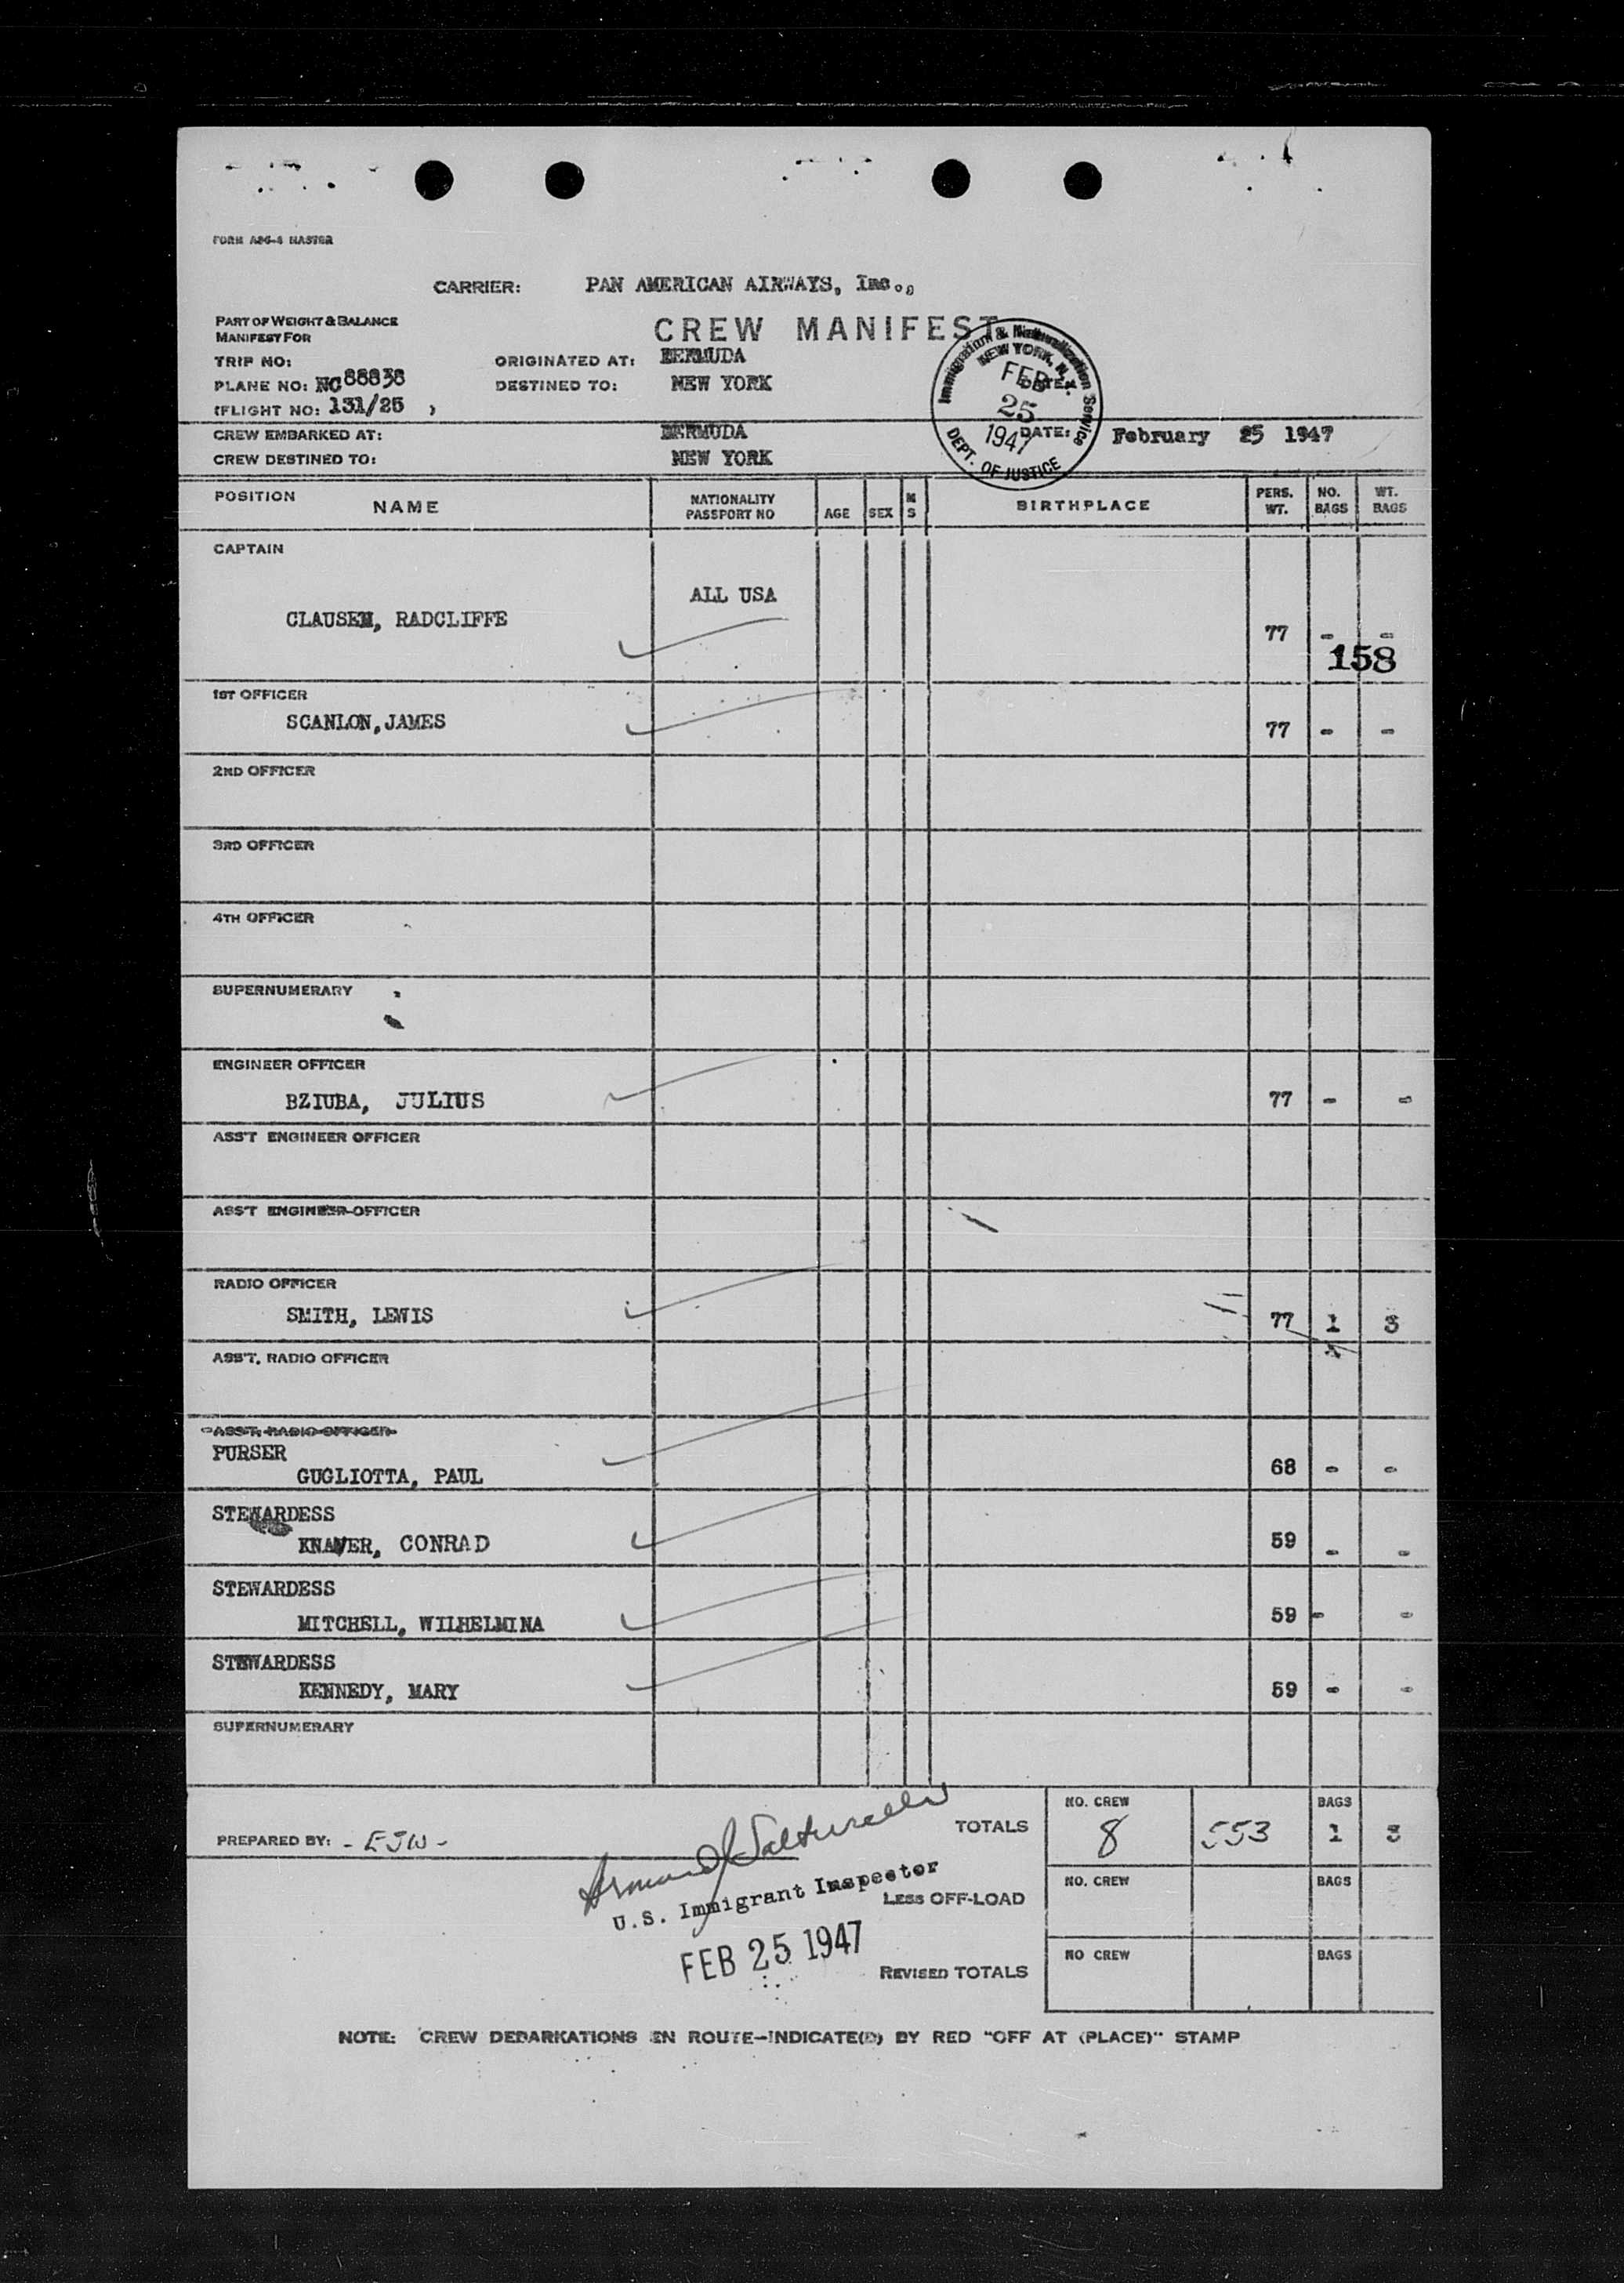 FORM ABC-4 MASTER
CARRIER: PAN AMERICAN AIRWAYS, Inc.,
PART OF WEIGHT & BALANCE
MANIFEST FOR
CREW MANIFEST
TRIP NO:
ORIGINATED AT: BERMUDA
PLANE NO: NC 88838
DESTINED TO: NEW YORK
(FLIGHT NO: 131/25 )
Immigration & Naturalization Service
NEW YORK, N.Y.
FEB
25
1947
DEPT. OF JUSTICE
CREW EMBARKED AT: BERMUDA
DATE: February 25 1947
CREW DESTINED TO: NEW YORK
POSITION NAME NATIONALITY PASSPORT NO AGE SEX M S BIRTHPLACE PERS. WT. NO. BAGS WT. BAGS
CAPTAIN
ALL USA
CLAUSEN, RADCLIFFE 77 - -
158
1ST OFFICER
SCANLON, JAMES 77 - -
2ND OFFICER
3RD OFFICER
4TH OFFICER
SUPERNUMERARY
ENGINEER OFFICER
BZIUBA, JULIUS 77 - -
ASS'T ENGINEER OFFICER
ASS'T ENGINEER OFFICER
RADIO OFFICER
SMITH, LEWIS 77 1 3
ASS'T. RADIO OFFICER
ASS'T. RADIO OFFICER
PURSER
GUGLIOTTA, PAUL 68 - -
STEWARDESS
KNAVER, CONRAD 59 - -
STEWARDESS
MITCHELL, WILHELMINA 59 - -
STEWARDESS
KENNEDY, MARY 59 - -
SUPERNUMERARY
PREPARED BY: - EJW -
TOTALS NO. CREW 8 553 BAGS 1 3
U.S. Immigrant Inspector
LESS OFF-LOAD NO. CREW BAGS
FEB 25 1947
REVISED TOTALS NO CREW BAGS
NOTE: CREW DEBARKATIONS EN ROUTE-INDICATE(D) BY RED "OFF AT (PLACE)" STAMP